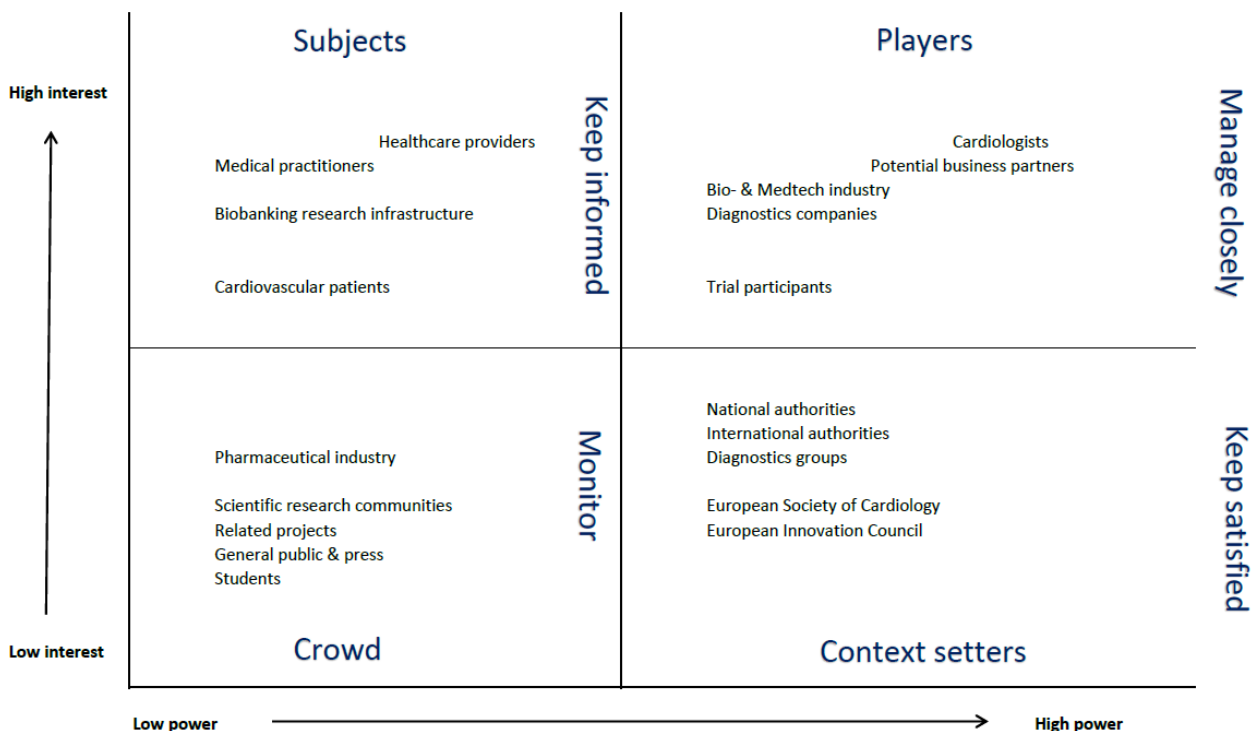 Subjects
Players
High interest
Keep informed
Manage closely
Healthcare providers
Medical practitioners
Biobanking research infrastructure
Cardiovascular patients
Cardiologists
Potential business partners
Bio- & Medtech industry
Diagnostics companies
Trial participants
Monitor
Keep satisfied
Pharmaceutical industry
Scientific research communities
Related projects
General public & press
Students
National authorities
International authorities
Diagnostics groups
European Society of Cardiology
European Innovation Council
Low interest
Crowd
Context setters
Low power
High power